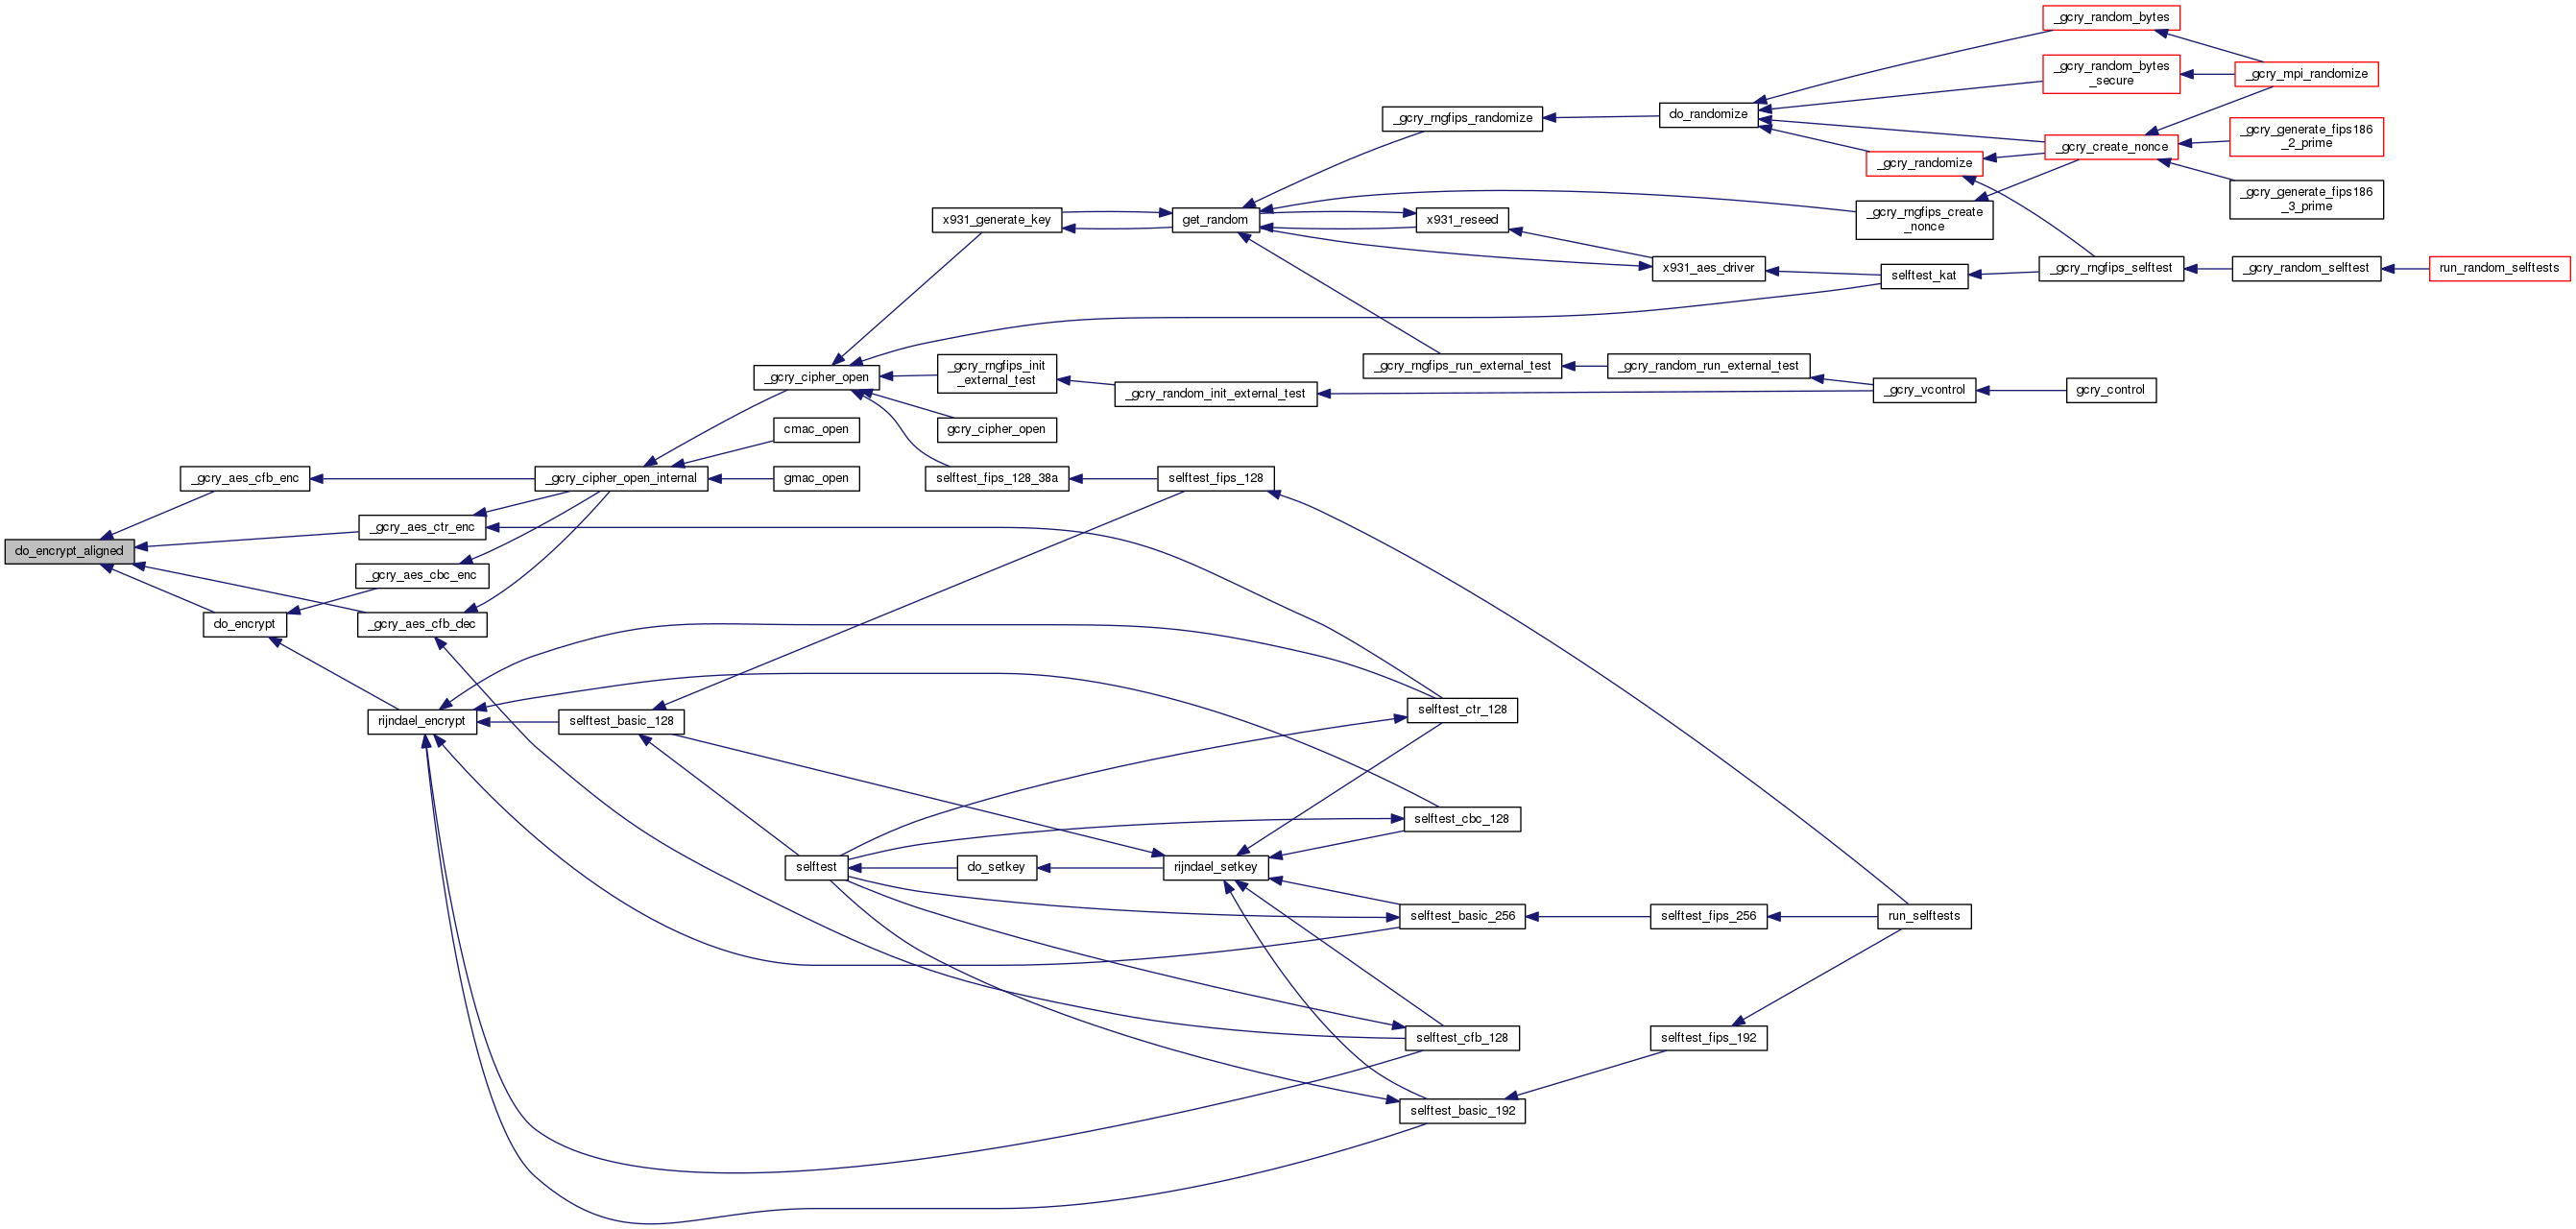 _gcry_random_bytes
_gcry_random_bytes
_secure
_gcry_mpi_randomize
_gcry_rngfips_randomize
do_randomize
_gcry_generate_fips186
_2_prime
_gcry_create_nonce
_gcry_randomize
_gcry_generate_fips186
_3_prime
x931_generate_key
get_random
x931_reseed
_gcry_rngfips_create
_nonce
x931_aes_driver
selftest_kat
_gcry_rngfips_selftest
_gcry_random_selftest
run_random_selftests
_gcry_cipher_open
_gcry_rngfips_init
_external_test
_gcry_rngfips_run_external_test
_gcry_random_run_external_test
_gcry_random_init_external_test
_gcry_vcontrol
gcry_control
cmac_open
gcry_cipher_open
_gcry_aes_cfb_enc
_gcry_cipher_open_internal
gmac_open
selftest_fips_128_38a
selftest_fips_128
_gcry_aes_ctr_enc
do_encrypt_aligned
_gcry_aes_cbc_enc
do_encrypt
_gcry_aes_cfb_dec
rijndael_encrypt
selftest_basic_128
selftest_ctr_128
selftest_cbc_128
selftest
do_setkey
rijndael_setkey
selftest_basic_256
selftest_fips_256
run_selftests
selftest_cfb_128
selftest_fips_192
selftest_basic_192